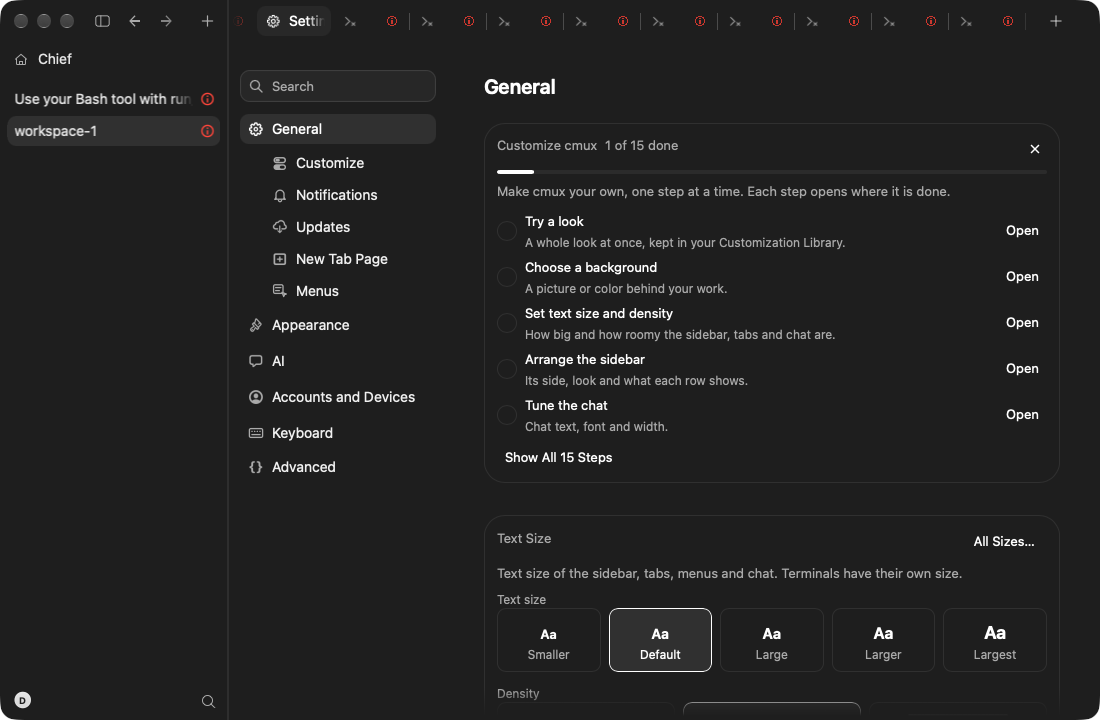 Chief
Use your Bash tool with run
workspace-1
D
Settin
Search
General
Customize
Notifications
Updates
New Tab Page
Menus
Appearance
AI
Accounts and Devices
Keyboard
Advanced
General
Customize cmux 1 of 15 done
Make cmux your own, one step at a time. Each step opens where it is done.
Try a look
A whole look at once, kept in your Customization Library.
Open
Choose a background
A picture or color behind your work.
Open
Set text size and density
How big and how roomy the sidebar, tabs and chat are.
Open
Arrange the sidebar
Its side, look and what each row shows.
Open
Tune the chat
Chat text, font and width.
Open
Show All 15 Steps
Text Size
All Sizes...
Text size of the sidebar, tabs, menus and chat. Terminals have their own size.
Text size
Aa Aa Aa Aa Aa
Smaller Default Large Larger Largest
Density